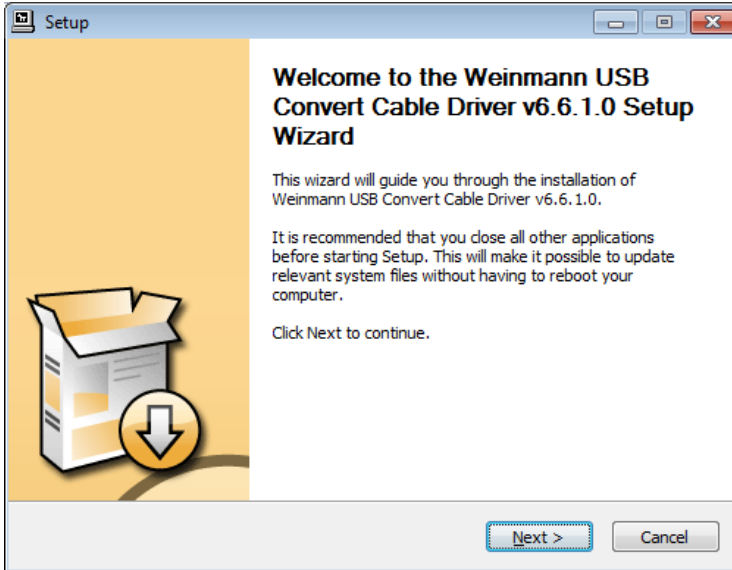 Setup
Welcome to the Weinmann USB
Convert Cable Driver v6.6.1.0 Setup
Wizard
This wizard will guide you through the installation of
Weinmann USB Convert Cable Driver v6.6.1.0.
It is recommended that you close all other applications
before starting Setup. This will make it possible to update
relevant system files without having to reboot your
computer.
Click Next to continue.
Next >
Cancel